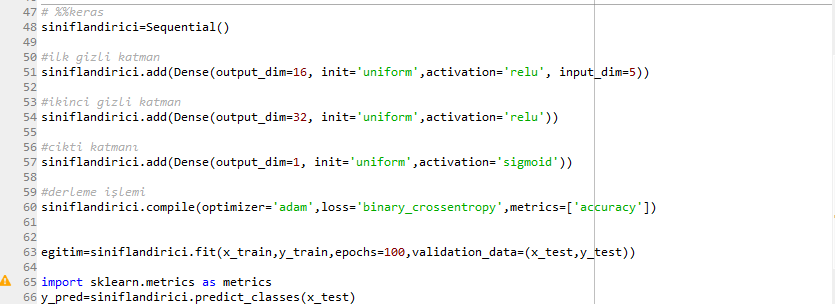 47 # %%keras
48 siniflandirici=Sequential()
49
50 #ilk gizli katman
51 siniflandirici.add(Dense(output_dim=16, init='uniform',activation='relu', input_dim=5))
52
53 #ikinci gizli katman
54 siniflandirici.add(Dense(output_dim=32, init='uniform',activation='relu'))
55
56 #cikti katmanı
57 siniflandirici.add(Dense(output_dim=1, init='uniform',activation='sigmoid'))
58
59 #derleme işlemi
60 siniflandirici.compile(optimizer='adam',loss='binary_crossentropy',metrics=['accuracy'])
61
62
63 egitim=siniflandirici.fit(x_train,y_train,epochs=100,validation_data=(x_test,y_test))
64
65 import sklearn.metrics as metrics
66 y_pred=siniflandirici.predict_classes(x_test)